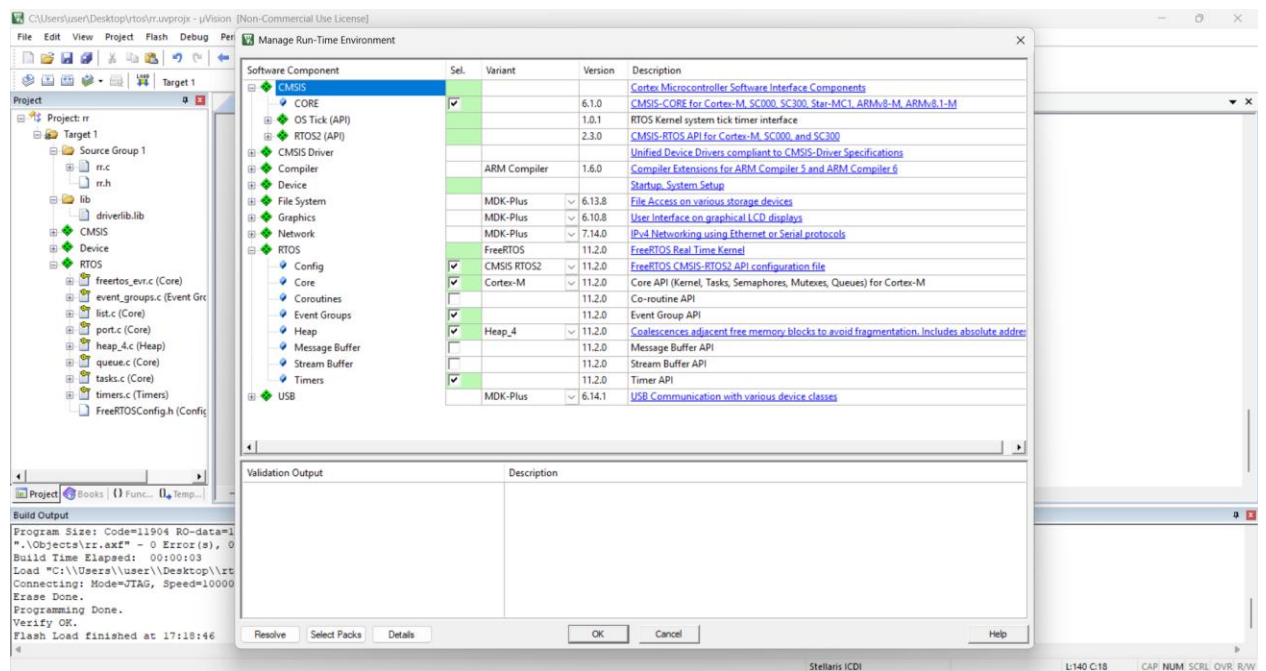 C:\Users\user\Desktop\rtos\rr.uvprojx - µVision [Non-Commercial Use License]
File Edit View Project Flash Debug Per
Target 1
Project
Project: rr
Target 1
Source Group 1
rr.c
rr.h
lib
driverlib.lib
CMSIS
Device
RTOS
freertos_evr.c (Core)
event_groups.c (Event Grc
list.c (Core)
port.c (Core)
heap_4.c (Heap)
queue.c (Core)
tasks.c (Core)
timers.c (Timers)
FreeRTOSConfig.h (Config
Project Books {} Func... Temp...
Manage Run-Time Environment
Software Component Sel. Variant Version Description
CMSIS Cortex Microcontroller Software Interface Components
CORE 6.1.0 CMSIS-CORE for Cortex-M, SC000, SC300, Star-MC1, ARMv8-M, ARMv8.1-M
OS Tick (API) 1.0.1 RTOS Kernel system tick timer interface
RTOS2 (API) 2.3.0 CMSIS-RTOS API for Cortex-M, SC000, and SC300
CMSIS Driver Unified Device Drivers compliant to CMSIS-Driver Specifications
Compiler ARM Compiler 1.6.0 Compiler Extensions for ARM Compiler 5 and ARM Compiler 6
Device Startup, System Setup
File System MDK-Plus 6.13.8 File Access on various storage devices
Graphics MDK-Plus 6.10.8 User Interface on graphical LCD displays
Network MDK-Plus 7.14.0 IPv4 Networking using Ethernet or Serial protocols
RTOS FreeRTOS 11.2.0 FreeRTOS Real Time Kernel
Config CMSIS RTOS2 11.2.0 FreeRTOS CMSIS-RTOS2 API configuration file
Core Cortex-M 11.2.0 Core API (Kernel, Tasks, Semaphores, Mutexes, Queues) for Cortex-M
Coroutines 11.2.0 Co-routine API
Event Groups 11.2.0 Event Group API
Heap Heap_4 11.2.0 Coalescences adjacent free memory blocks to avoid fragmentation. Includes absolute addres
Message Buffer 11.2.0 Message Buffer API
Stream Buffer 11.2.0 Stream Buffer API
Timers 11.2.0 Timer API
USB MDK-Plus 6.14.1 USB Communication with various device classes
Validation Output Description
Resolve Select Packs Details OK Cancel Help
Build Output
Program Size: Code=11904 RO-data=1
".\Objects\rr.axf" - 0 Error(s), 0
Build Time Elapsed: 00:00:03
Load "C:\\Users\\user\\Desktop\\rt
Connecting: Mode=JTAG, Speed=10000
Erase Done.
Programming Done.
Verify OK.
Flash Load finished at 17:18:46
Stellaris ICDI L:140 C:18 CAP NUM SCRL OVR R/W